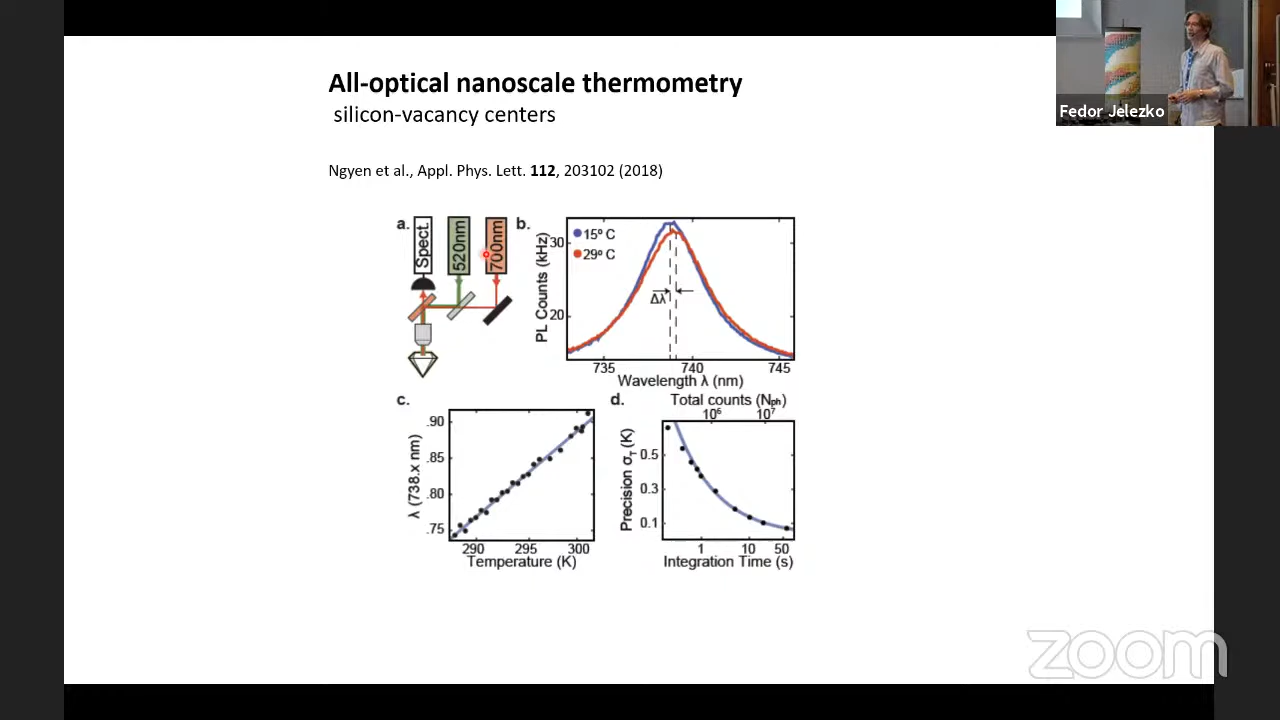 All-optical nanoscale thermometry
silicon-vacancy centers
Ngyen et al., Appl. Phys. Lett. 112, 203102 (2018)
Fedor Jelezko
a.
Spect.
520nm
700nm
b.
PL Counts (kHz)
30
20
15º C
29º C
Δλ
735 740 745
Wavelength λ (nm)
c.
λ (738.x nm)
.90
.85
.80
.75
290 295 300
Temperature (K)
d.
Total counts (Nph)
10⁶ 10⁷
Precision σT (K)
0.5
0.3
0.1
1 10 50
Integration Time (s)
zoom